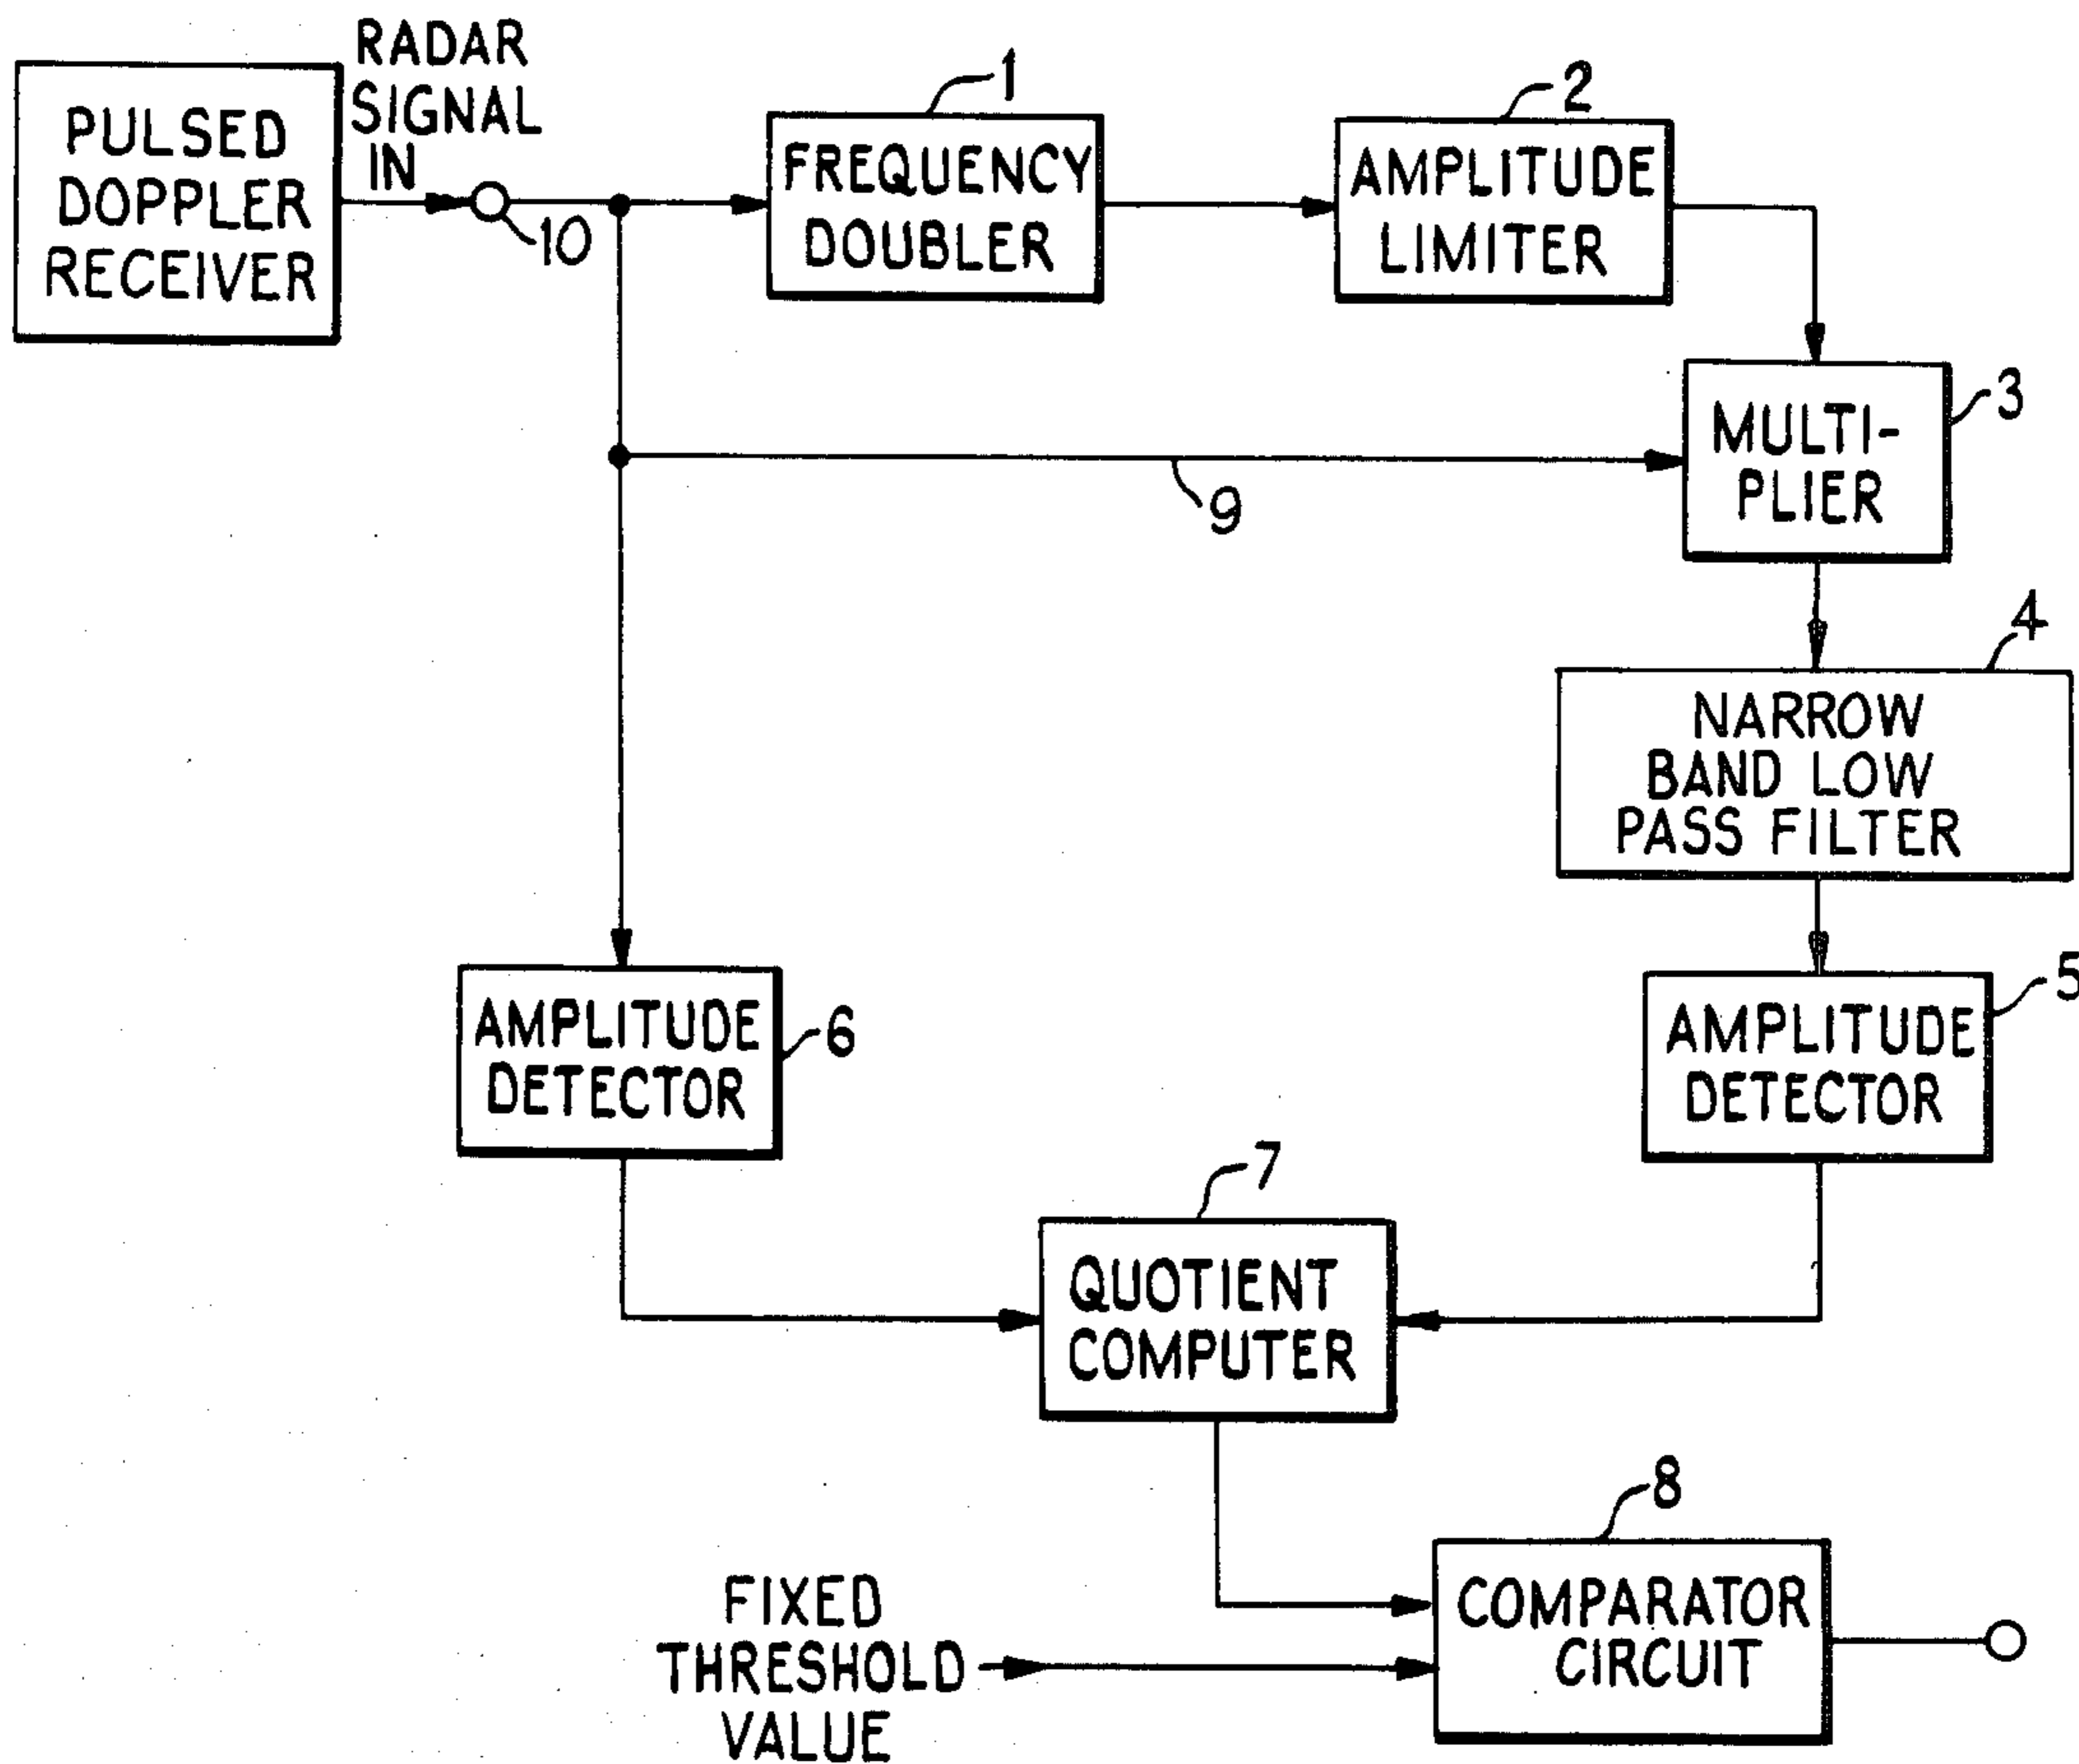 PULSED
DOPPLER
RECEIVER
RADAR
SIGNAL
IN
10
1
FREQUENCY
DOUBLER
2
AMPLITUDE
LIMITER
3
MULTI-
PLIER
9
4
NARROW
BAND LOW
PASS FILTER
6
AMPLITUDE
DETECTOR
5
AMPLITUDE
DETECTOR
7
QUOTIENT
COMPUTER
8
COMPARATOR
CIRCUIT
FIXED
THRESHOLD
VALUE